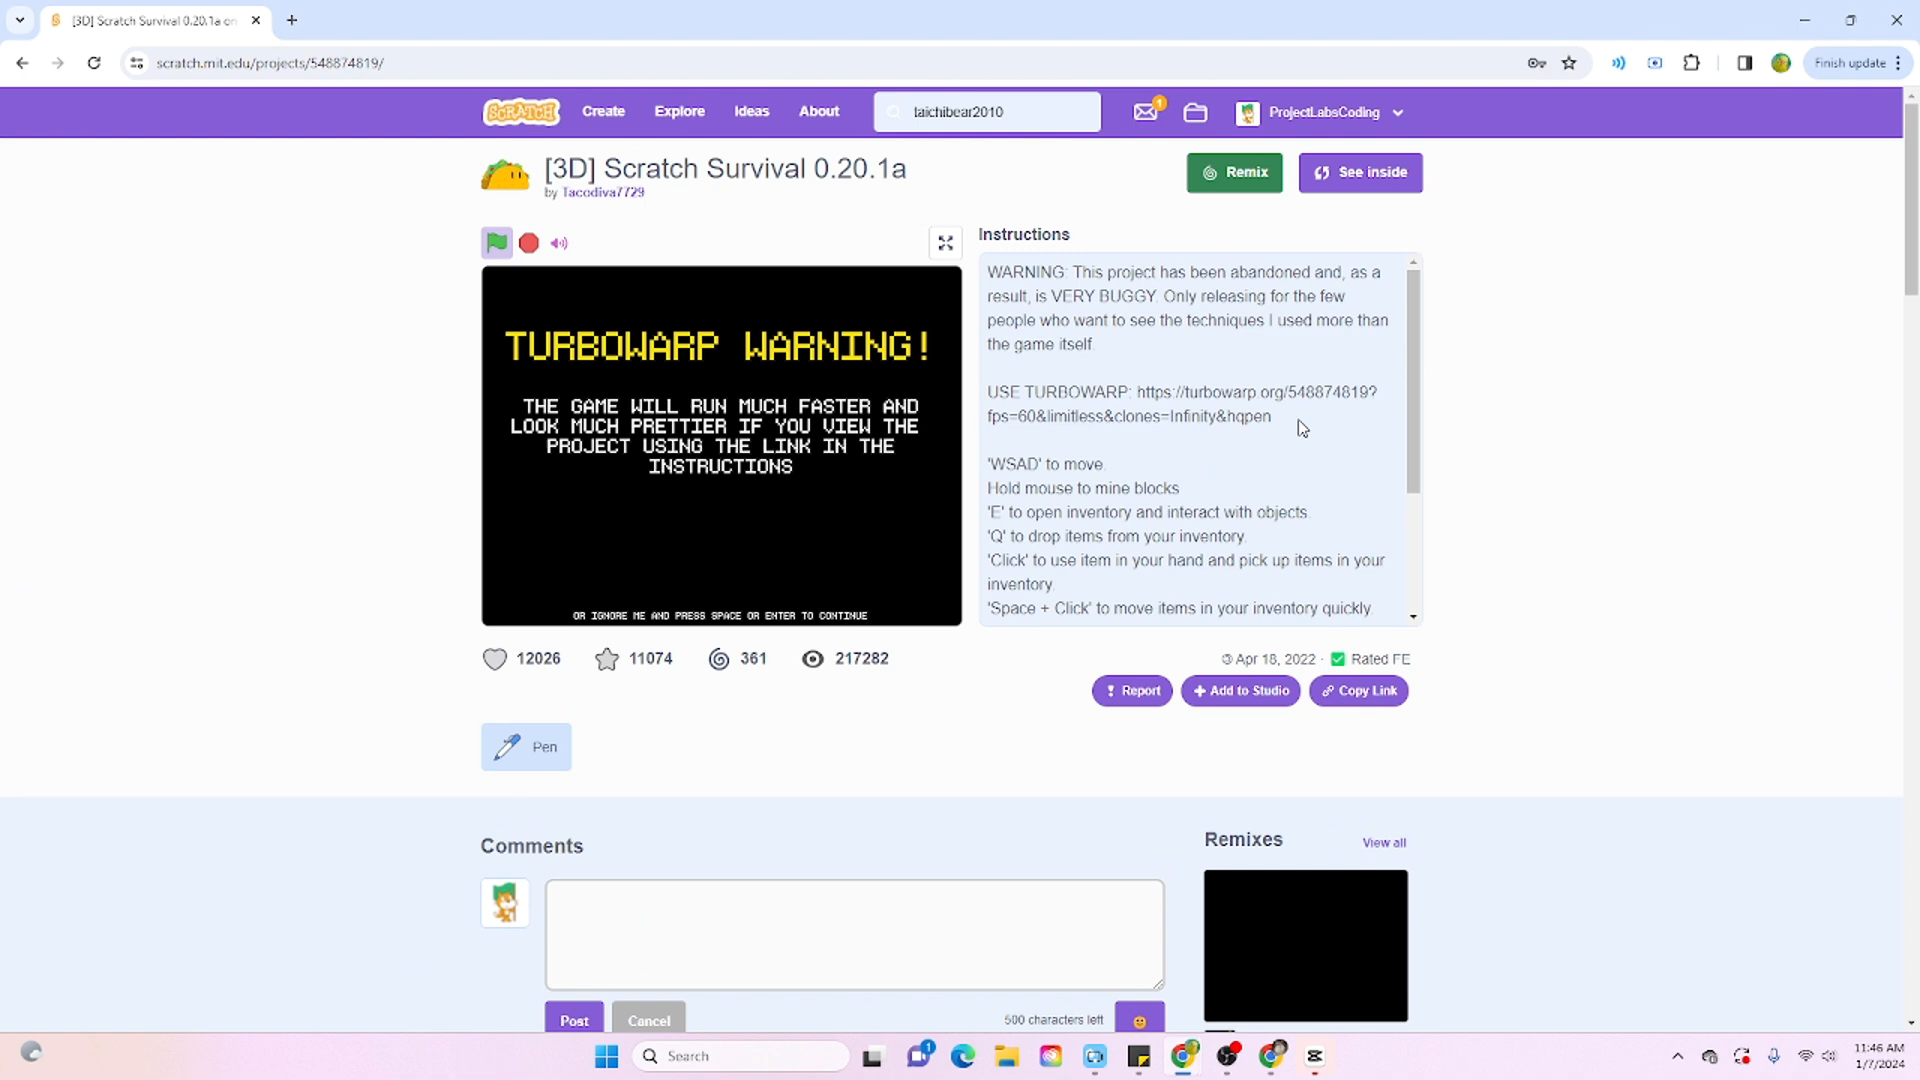 [3D] Scratch Survival 0.20.1a on
scratch.mit.edu/projects/548874819/
Finish update
SCRATCH
Create
Explore
Ideas
About
taichibear2010
1
ProjectLabsCoding
[3D] Scratch Survival 0.20.1a
by Tacodiva7729
Remix
See inside
TURBOWARP WARNING!
THE GAME WILL RUN MUCH FASTER AND
LOOK MUCH PRETTIER IF YOU VIEW THE
PROJECT USING THE LINK IN THE
INSTRUCTIONS
OR IGNORE ME AND PRESS SPACE OR ENTER TO CONTINUE
Instructions
WARNING: This project has been abandoned and, as a
result, is VERY BUGGY. Only releasing for the few
people who want to see the techniques I used more than
the game itself.
USE TURBOWARP: https://turbowarp.org/548874819?
fps=60&limitless&clones=Infinity&hqpen
'WSAD' to move.
Hold mouse to mine blocks
'E' to open inventory and interact with objects.
'Q' to drop items from your inventory.
'Click' to use item in your hand and pick up items in your
inventory.
'Space + Click' to move items in your inventory quickly.
12026
11074
361
217282
© Apr 18, 2022 · Rated FE
Report
Add to Studio
Copy Link
Pen
Comments
Remixes
View all
Post
Cancel
500 characters left
Search
1
11:46 AM
1/7/2024